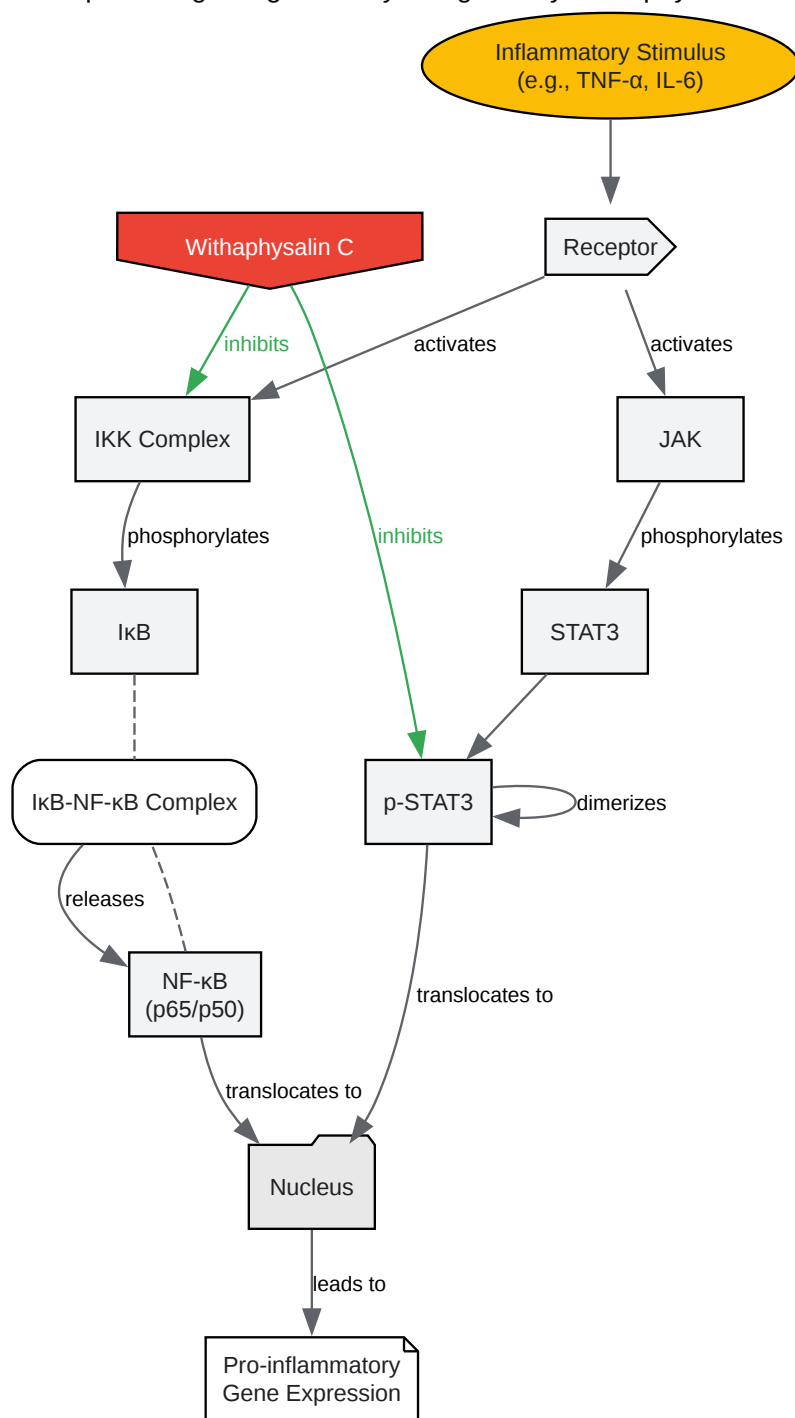 Inflammatory Stimulus
(e.g., TNF-α, IL-6)
Withaphysalin C
Receptor
inhibits
activates
activates
IKK Complex
JAK
phosphorylates
inhibits
phosphorylates
IκB
STAT3
IκB-NF-κB Complex
p-STAT3
dimerizes
releases
NF-κB
(p65/p50)
translocates to
translocates to
Nucleus
leads to
Pro-inflammatory
Gene Expression